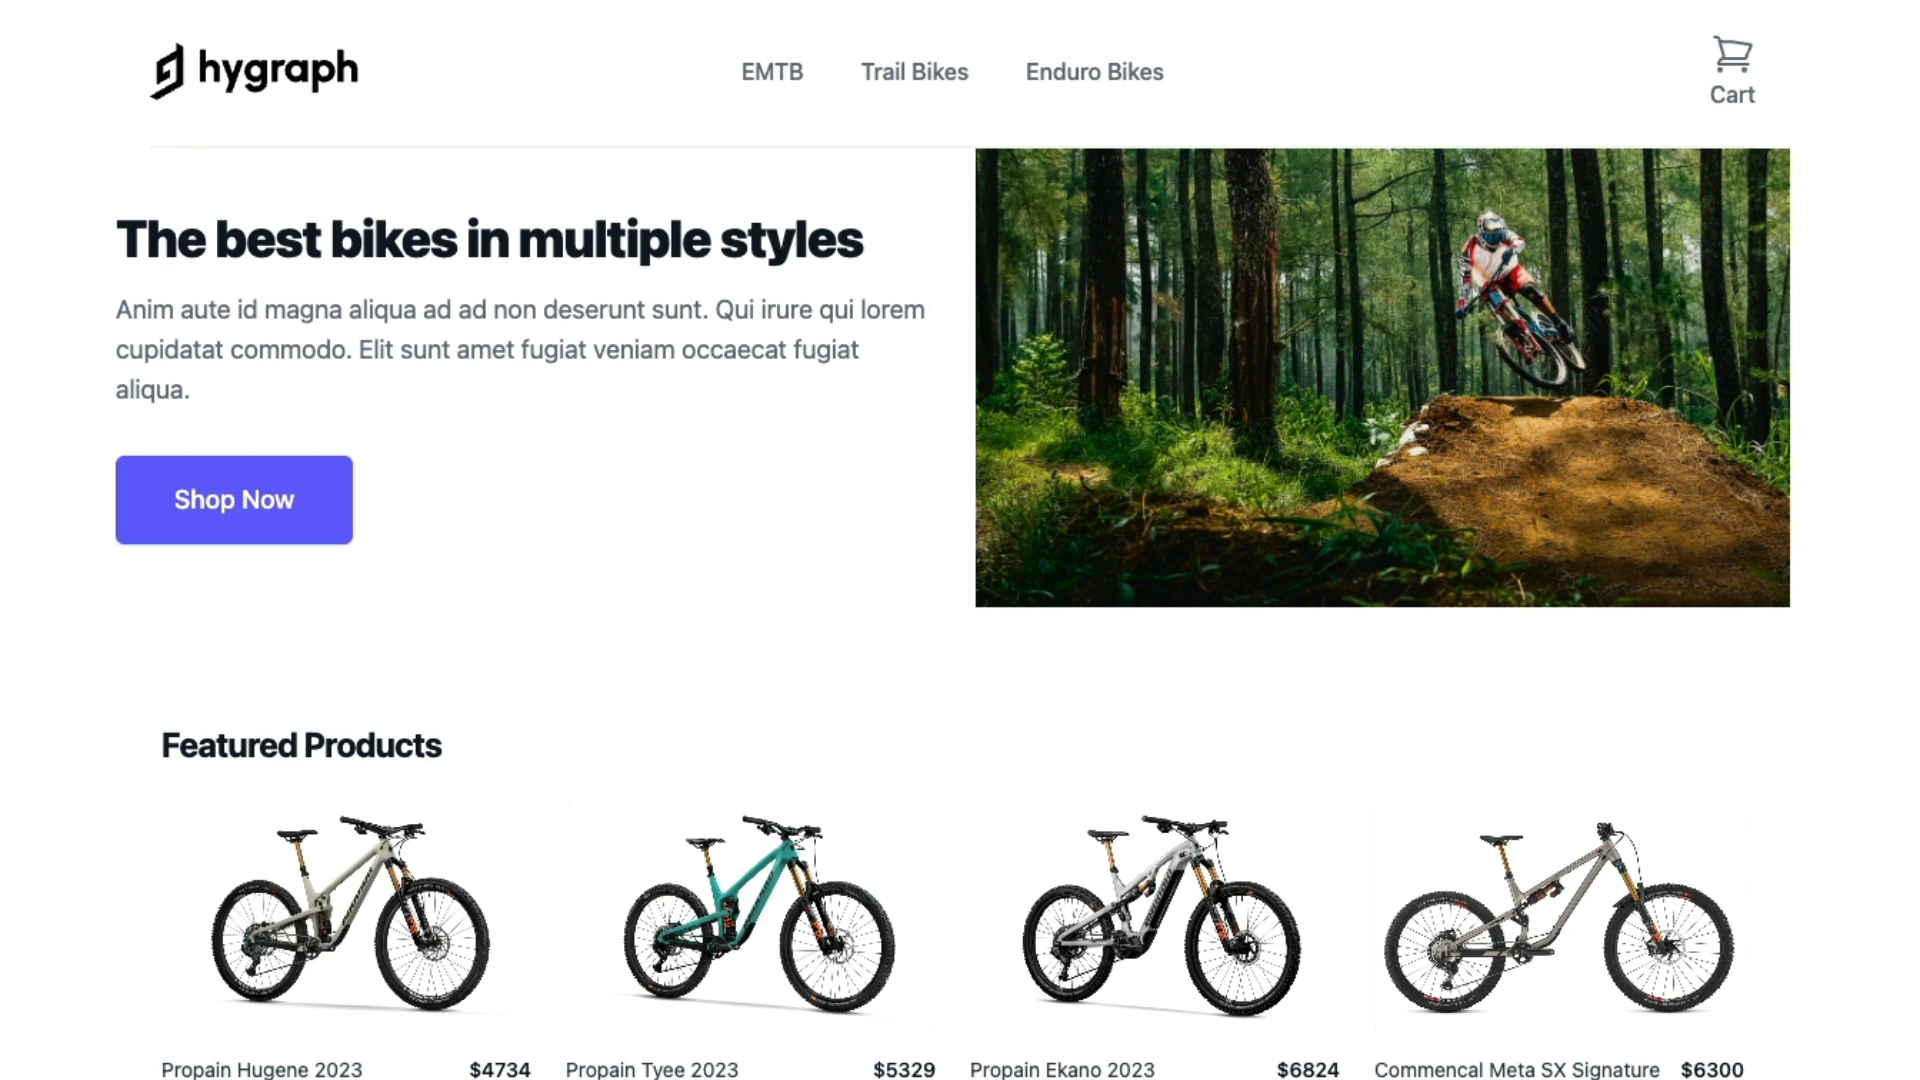 hygraph
EMTB Trail Bikes Enduro Bikes
Cart
The best bikes in multiple styles
Anim aute id magna aliqua ad ad non deserunt sunt. Qui irure qui lorem
cupidatat commodo. Elit sunt amet fugiat veniam occaecat fugiat
aliqua.
Shop Now
Featured Products
Propain Hugene 2023 $4734
Propain Tyee 2023 $5329
Propain Ekano 2023 $6824
Commencal Meta SX Signature $6300